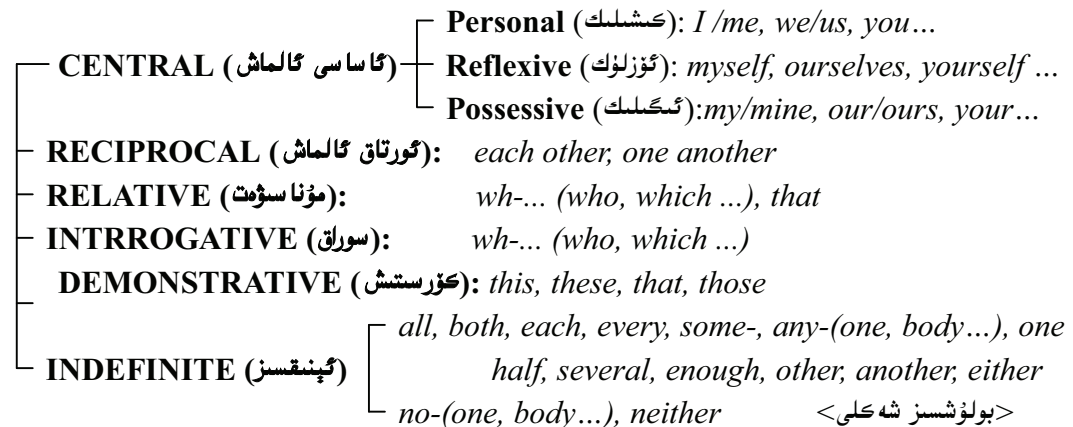 Personal (كىشىلىك): I /me, we/us, you…
CENTRAL (ئاساسى ئالماش) Reflexive (ئۆزلۈك): myself, ourselves, yourself …
Possessive (ئىگىلىك):my/mine, our/ours, your…
RECIPROCAL (ئورتاق ئالماش): each other, one another
RELATIVE (مۇناسىۋەت): wh-... (who, which ...), that
INTRROGATIVE (سوراق): wh-... (who, which ...)
DEMONSTRATIVE (كۆرسىتىش): this, these, that, those
all, both, each, every, some-, any-(one, body…), one
INDEFINITE (ئېنىقسىز) half, several, enough, other, another, either
no-(one, body…), neither <بولۇشسىز شەكلى>